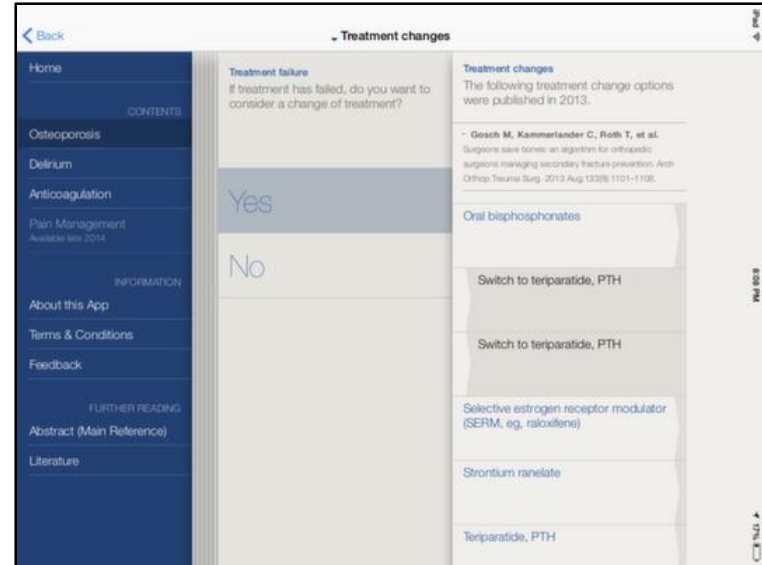 Back
Treatment changes
Home
CONTENTS
Osteoporosis
Delirium
Anticoagulation
Pain Management
Available late 2014
INFORMATION
About this App
Terms & Conditions
Feedback
FURTHER READING
Abstract (Main Reference)
Literature
Treatment failure
If treatment has failed, do you want to
consider a change of treatment?
Yes
No
Treatment changes
The following treatment change options
were published in 2013.
- Gosch M, Kammerlander C, Roth T, et al.
Surgeons save bones: an algorithm for orthopedic
surgeons managing secondary fracture prevention. Arch
Orthop Trauma Surg. 2013 Aug;133(8):1101–1108.
Oral bisphosphonates
Switch to teriparatide, PTH
Switch to teriparatide, PTH
Selective estrogen receptor modulator
(SERM, eg, raloxifene)
Strontium ranelate
Teriparatide, PTH
iPad
8:08 PM
17%